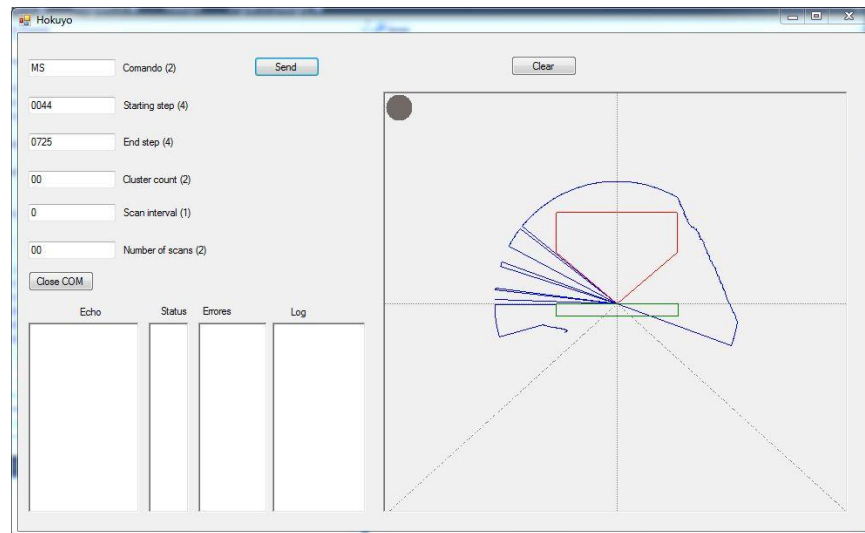 Hokuyo
MS Comando (2) Send Clear
0044 Starting step (4)
0725 End step (4)
00 Cluster count (2)
0 Scan interval (1)
00 Number of scans (2)
Close COM
Echo Status Errores Log